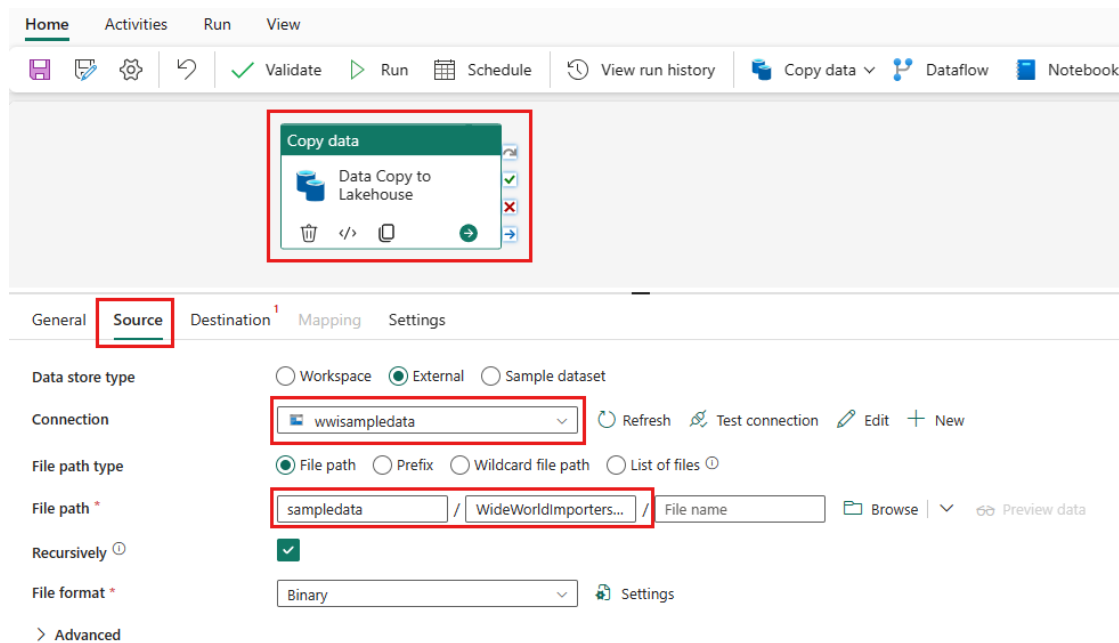 Home Activities Run View
Validate Run Schedule View run history Copy data Dataflow Notebook
Copy data
Data Copy to
Lakehouse
General Source Destination 1 Mapping Settings
Data store type Workspace External Sample dataset
Connection wwisampledata Refresh Test connection Edit New
File path type File path Prefix Wildcard file path List of files
File path * sampledata / WideWorldImporters... / File name Browse Preview data
Recursively
File format * Binary Settings
Advanced